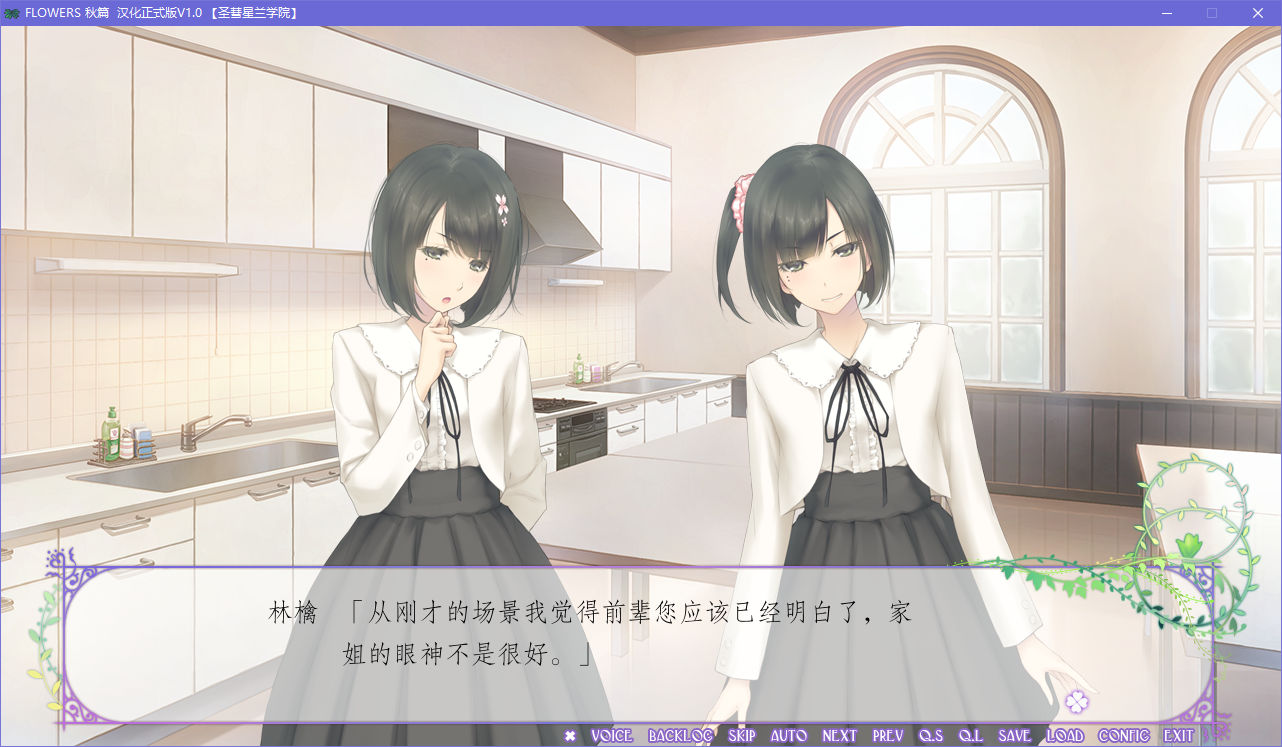 FLOWERS 秋篇 汉化正式版V1.0 【圣彗星兰学院】
林檎 「从刚才的场景我觉得前辈您应该已经明白了，家
姐的眼神不是很好。」
VOICE BACKLOG SKIP AUTO NEXT PREV Q.S Q.L SAVE LOAD CONFIG EXIT